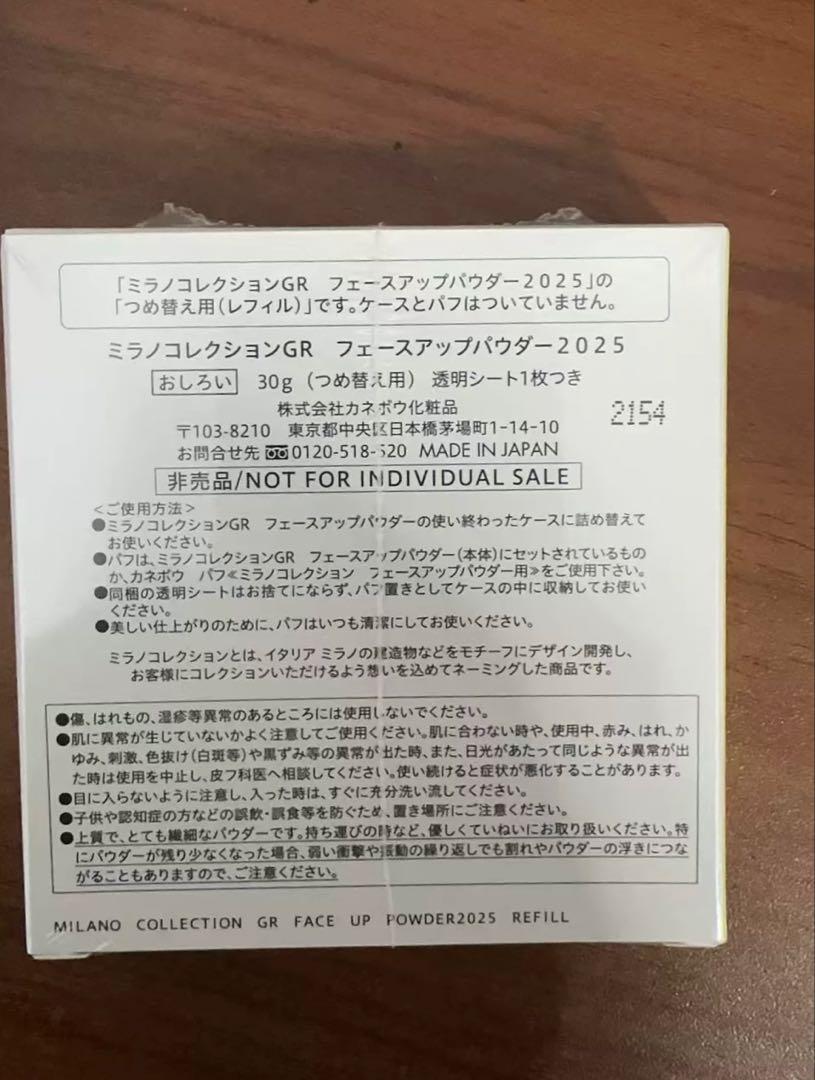 「ミラノコレクションGR　フェースアップパウダー2025」の
「つめ替え用(レフィル)」です。ケースとパフはついていません。
ミラノコレクションGR　フェースアップパウダー2025
おしろい　30g（つめ替え用）透明シート1枚つき
株式会社カネボウ化粧品
2154
〒103-8210　東京都中央区日本橋茅場町1-14-10
お問合せ先 0120-518-520 MADE IN JAPAN
非売品/NOT FOR INDIVIDUAL SALE
＜ご使用方法＞
●ミラノコレクションGR　フェースアップパウダーの使い終わったケースに詰め替えて
お使いください。
●パフは、ミラノコレクションGR　フェースアップパウダー(本体)にセットされているもの
か、カネボウ　パフ≪ミラノコレクション　フェースアップパウダー用≫をご使用下さい。
●同梱の透明シートはお捨てにならず、パフ置きとしてケースの中に収納してお使い
ください。
●美しい仕上がりのために、パフはいつも清潔にしてお使いください。
ミラノコレクションとは、イタリア ミラノの建造物などをモチーフにデザイン開発し、
お客様にコレクションいただけるよう想いを込めてネーミングした商品です。
●傷、はれもの、湿疹等異常のあるところには使用しないでください。
●肌に異常が生じていないかよく注意してご使用ください。肌に合わない時や、使用中、赤み、はれ、か
ゆみ、刺激、色抜け(白斑等)や黒ずみ等の異常が出た時、また、日光があたって同じような異常が出
た時は使用を中止し、皮フ科医へ相談してください。使い続けると症状が悪化することがあります。
●目に入らないように注意し、入った時は、すぐに充分洗い流してください。
●子供や認知症の方などの誤飲・誤食等を防ぐため、置き場所にご注意ください。
●上質で、とても繊細なパウダーです。持ち運びの時など、優しくていねいにお取り扱いください。特
にパウダーが残り少なくなった場合、弱い衝撃や振動の繰り返しでも割れやパウダーの浮きにつな
がることもありますので、ご注意ください。
MILANO COLLECTION GR FACE UP POWDER2025 REFILL